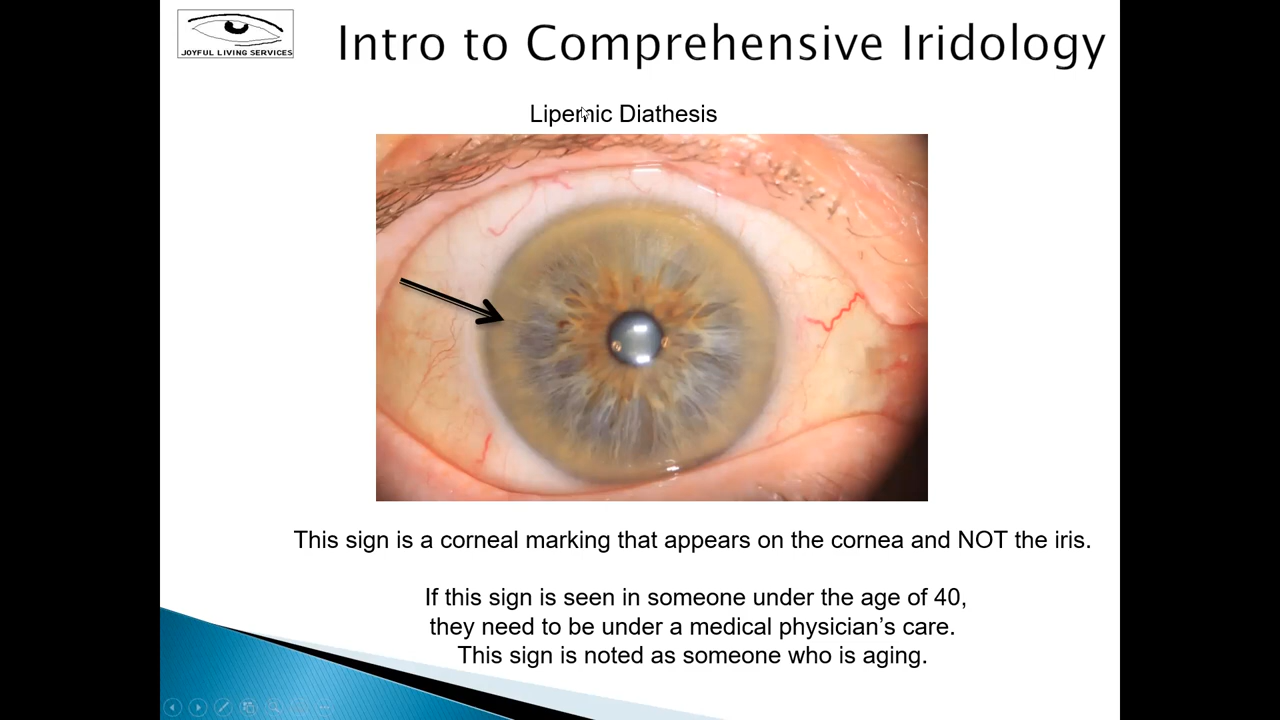 JOYFUL LIVING SERVICES
Intro to Comprehensive Iridology
Lipemic Diathesis
This sign is a corneal marking that appears on the cornea and NOT the iris.
If this sign is seen in someone under the age of 40,
they need to be under a medical physician’s care.
This sign is noted as someone who is aging.